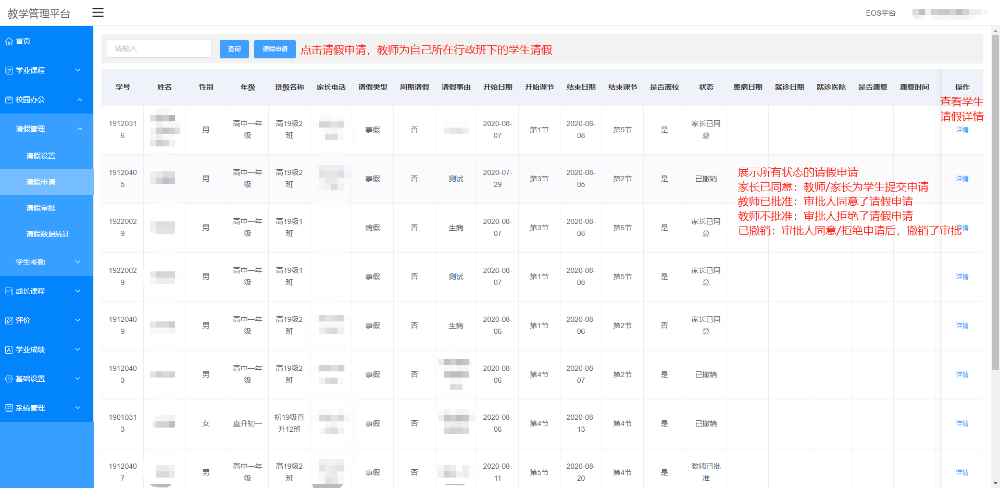 教学管理平台
EOS平台
首页
学业课程
校园办公
请假管理
请假设置
请假申请
请假审批
请假数据统计
学生考勤
成长课程
评价
学业成绩
基础设置
系统管理
请输入 查询 请假申请 点击请假申请，教师为自己所在行政班下的学生请假
学号 姓名 性别 年级 班级名称 家长电话 请假类型 周期请假 请假事由 开始日期 开始课节 结束日期 结束课节 是否离校 状态 患病日期 就诊日期 就诊医院 是否康复 康复时间 操作
查看学生
请假详情
1912031 高中一年 高19级2 2020-08- 2020-08- 家长已同
男 事假 否 第1节 第5节 是 详情
6 级 班 07 08 意
1912040 高中一年 高19级2 2020-07- 2020-08-
男 事假 否 测试 第3节 第2节 是 已撤销 详情
5 级 班 29 05
展示所有状态的请假申请
家长已同意：教师/家长为学生提交申请
教师已批准：审批人同意了请假申请
教师不批准：审批人拒绝了请假申请
已撤销：审批人同意/拒绝申请后，撤销了审批
1922002 高中一年 高19级1 2020-08- 2020-08- 家长已同
男 病假 否 生病 第3节 第6节 是 详情
9 级 班 07 08 意
1922002 高中一年 高19级1 2020-08- 2020-08- 家长已同
男 事假 否 测试 第1节 第5节 是 详情
9 级 班 07 08 意
1912040 高中一年 高19级2 2020-08- 2020-08- 家长已同
男 事假 否 生病 第1节 第2节 否 详情
9 级 班 06 06 意
1912040 高中一年 高19级2 2020-08- 2020-08-
男 事假 否 第4节 第2节 是 已撤销 详情
3 级 班 06 07
1901031 初19级直 2020-08- 2020-08-
女 直升初一 事假 否 第4节 第4节 是 已撤销 详情
3 升12班 06 13
1912040 高中一年 高19级2 2020-08- 2020-08- 教师已批
男 事假 否 第5节 第4节 是 详情
7 级 班 11 20 准